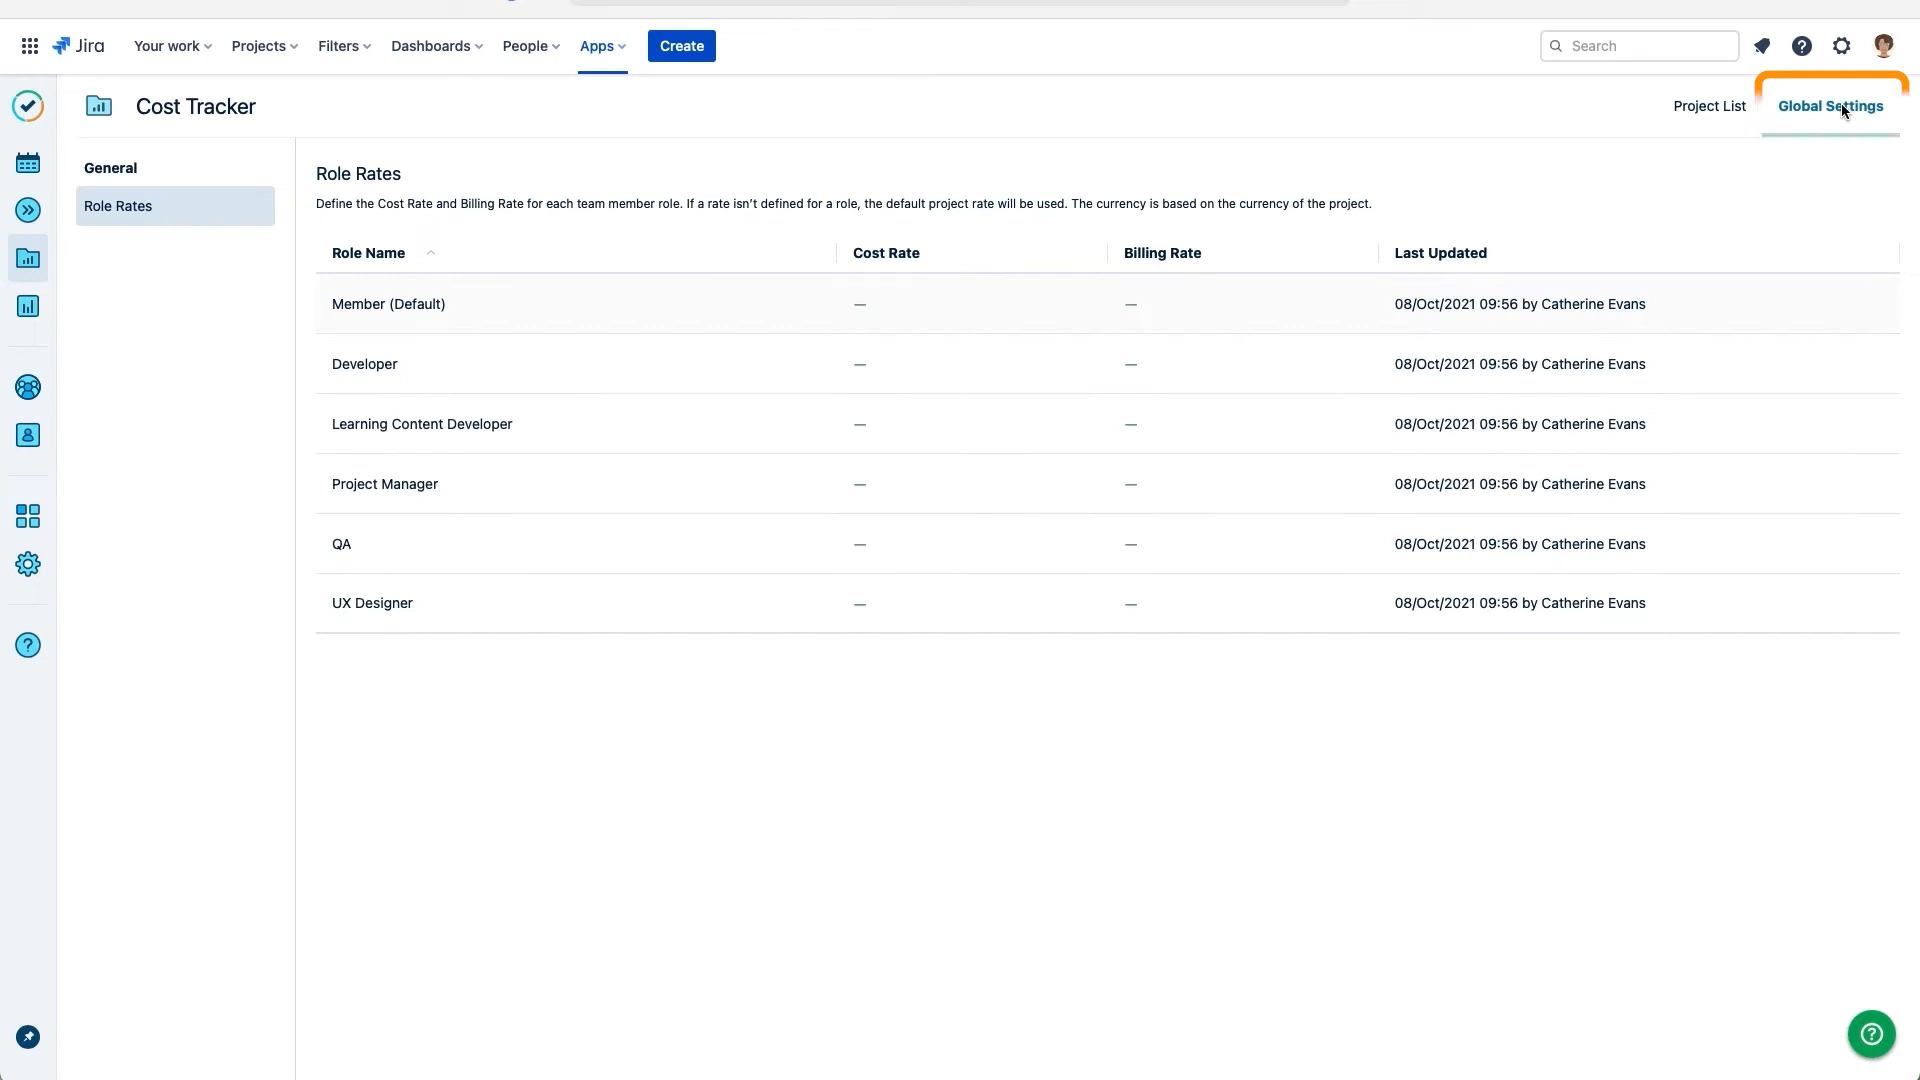 Jira
Your work
Projects
Filters
Dashboards
People
Apps
Create
Search
Cost Tracker
Project List
Global Settings
General
Role Rates
Role Rates
Define the Cost Rate and Billing Rate for each team member role. If a rate isn't defined for a role, the default project rate will be used. The currency is based on the currency of the project.
Role Name Cost Rate Billing Rate Last Updated
Member (Default) — — 08/Oct/2021 09:56 by Catherine Evans
Developer — — 08/Oct/2021 09:56 by Catherine Evans
Learning Content Developer — — 08/Oct/2021 09:56 by Catherine Evans
Project Manager — — 08/Oct/2021 09:56 by Catherine Evans
QA — — 08/Oct/2021 09:56 by Catherine Evans
UX Designer — — 08/Oct/2021 09:56 by Catherine Evans